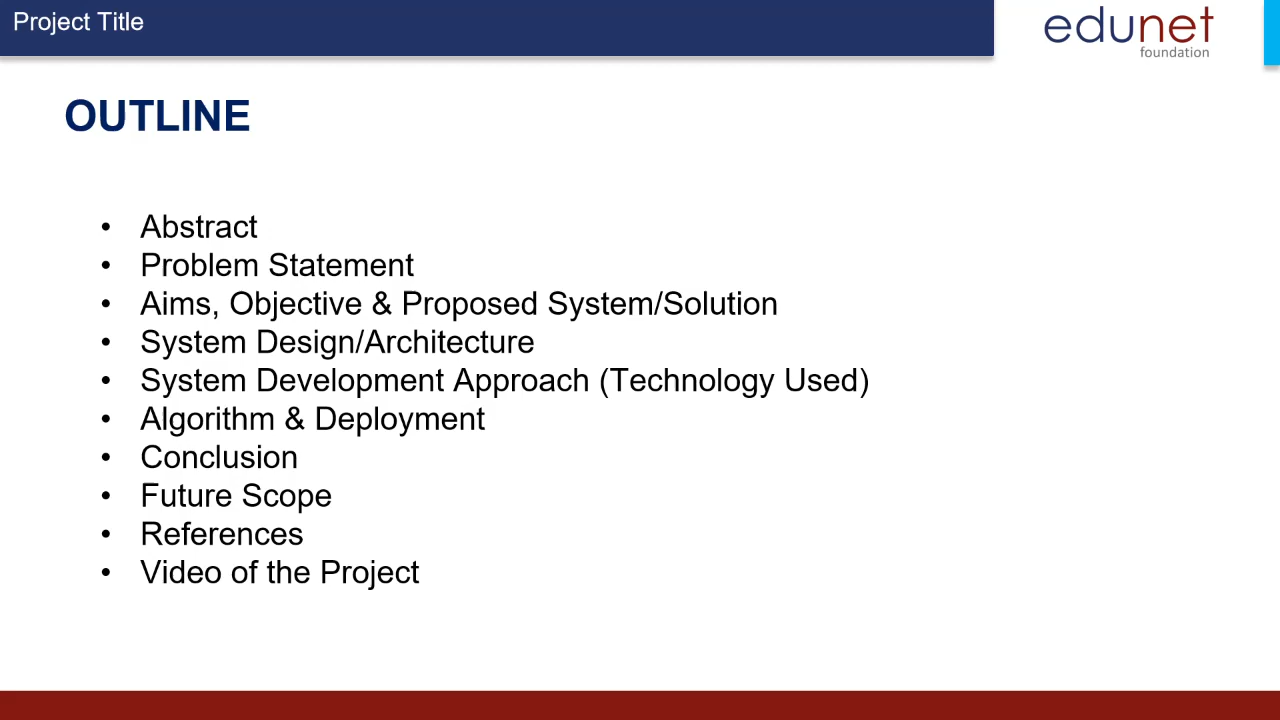 Project Title
edunet
foundation
OUTLINE
• Abstract
• Problem Statement
• Aims, Objective & Proposed System/Solution
• System Design/Architecture
• System Development Approach (Technology Used)
• Algorithm & Deployment
• Conclusion
• Future Scope
• References
• Video of the Project